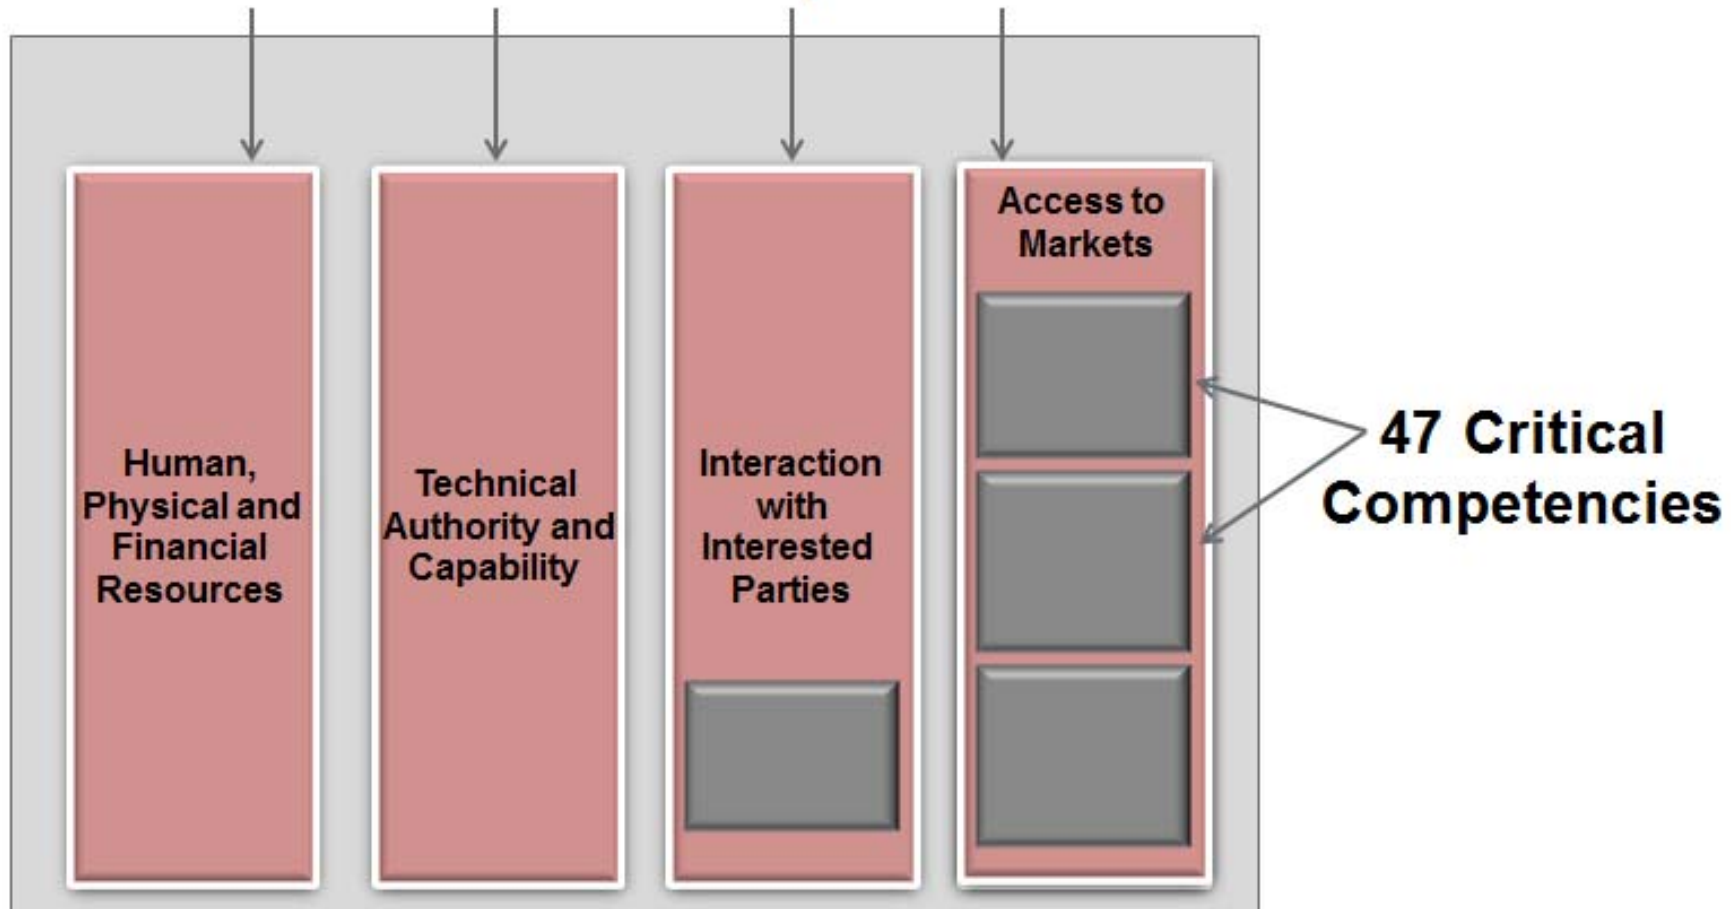 Human,
Physical and
Financial
Resources
Technical
Authority and
Capability
Interaction
with
Interested
Parties
Access to
Markets
47 Critical
Competencies